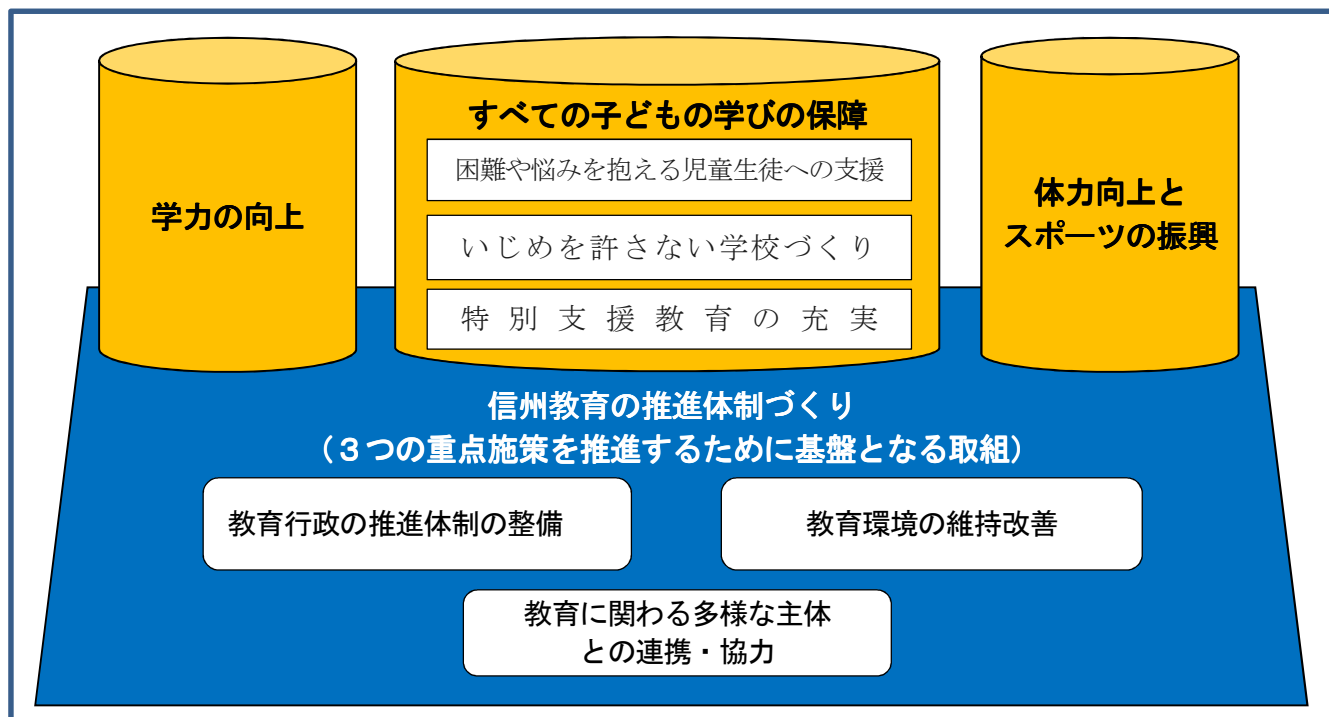 すべての子どもの学びの保障
困難や悩みを抱える児童生徒への支援
いじめを許さない学校づくり
特別支援教育の充実
学力の向上
体力向上と
スポーツの振興
信州教育の推進体制づくり
（３つの重点施策を推進するために基盤となる取組）
教育行政の推進体制の整備
教育環境の維持改善
教育に関わる多様な主体
との連携・協力